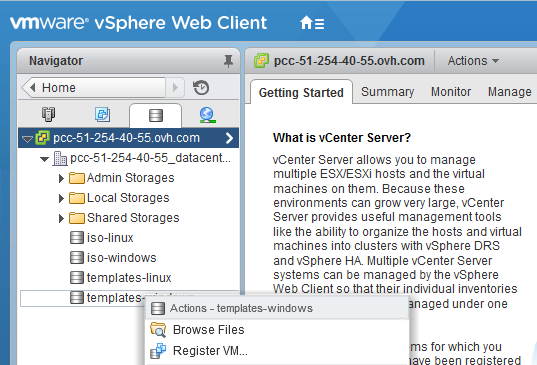 vmware® vSphere Web Client
Navigator
Home
pcc-51-254-40-55.ovh.com
pcc-51-254-40-55_datacent...
Admin Storages
Local Storages
Shared Storages
iso-linux
iso-windows
templates-linux
Actions - templates-windows
Browse Files
Register VM...
pcc-51-254-40-55.ovh.com Actions
Getting Started Summary Monitor Manage
What is vCenter Server?
vCenter Server allows you to manage
multiple ESX/ESXi hosts and the virtual
machines on them. Because these
environments can grow very large, vCenter
Server provides useful management tools
like the ability to organize the hosts and virtual
machines into clusters with vSphere DRS
and vSphere HA. Multiple vCenter Server
systems can be managed by the vSphere
Web Client so that their individual inventories
anaged under one
ms for which you
have been registered